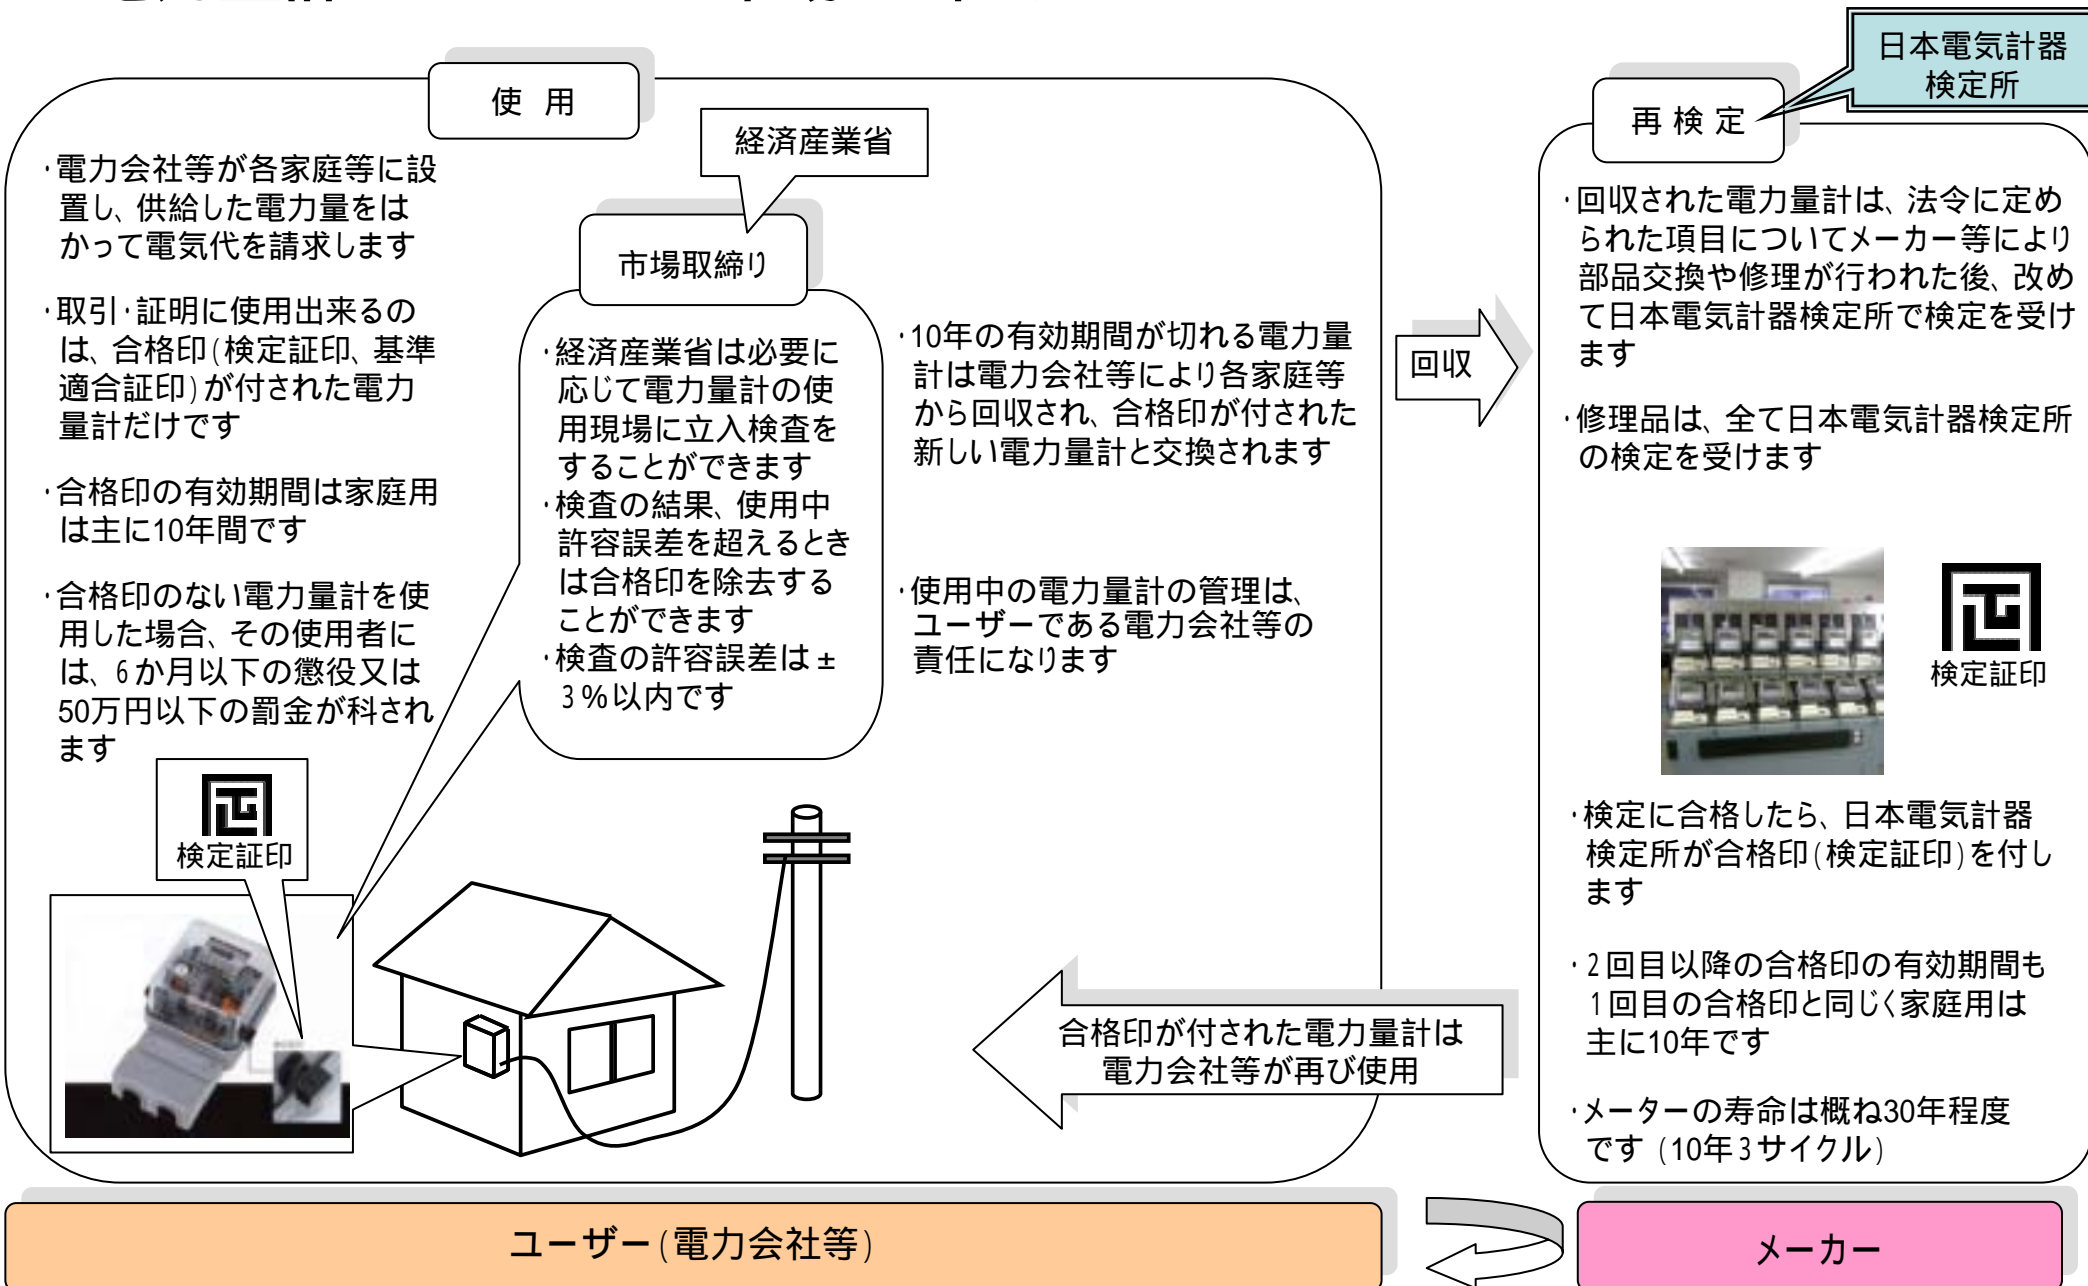 使 用
・電力会社等が各家庭等に設
置し、供給した電力量をは
かって電気代を請求します
・取引・証明に使用出来るの
は、合格印(検定証印、基準
適合証印)が付された電力
量計だけです
・合格印の有効期間は家庭用
は主に10年間です
・合格印のない電力量計を使
用した場合、その使用者に
は、6か月以下の懲役又は
50万円以下の罰金が科され
ます
検定証印
経済産業省
市場取締り
・経済産業省は必要に
応じて電力量計の使
用現場に立入検査を
することができます
・検査の結果、使用中
許容誤差を超えるとき
は合格印を除去する
ことができます
・検査の許容誤差は±
3%以内です
・10年の有効期間が切れる電力量
計は電力会社等により各家庭等
から回収され、合格印が付された
新しい電力量計と交換されます
・使用中の電力量計の管理は、
ユーザーである電力会社等の
責任になります
回収
日本電気計器
検定所
再 検 定
・回収された電力量計は、法令に定め
られた項目についてメーカー等により
部品交換や修理が行われた後、改め
て日本電気計器検定所で検定を受け
ます
・修理品は、全て日本電気計器検定所
の検定を受けます
検定証印
・検定に合格したら、日本電気計器
検定所が合格印(検定証印)を付し
ます
・2回目以降の合格印の有効期間も
1回目の合格印と同じく家庭用は
主に10年です
・メーターの寿命は概ね30年程度
です (10年3サイクル)
合格印が付された電力量計は
電力会社等が再び使用
ユーザー(電力会社等)
メーカー